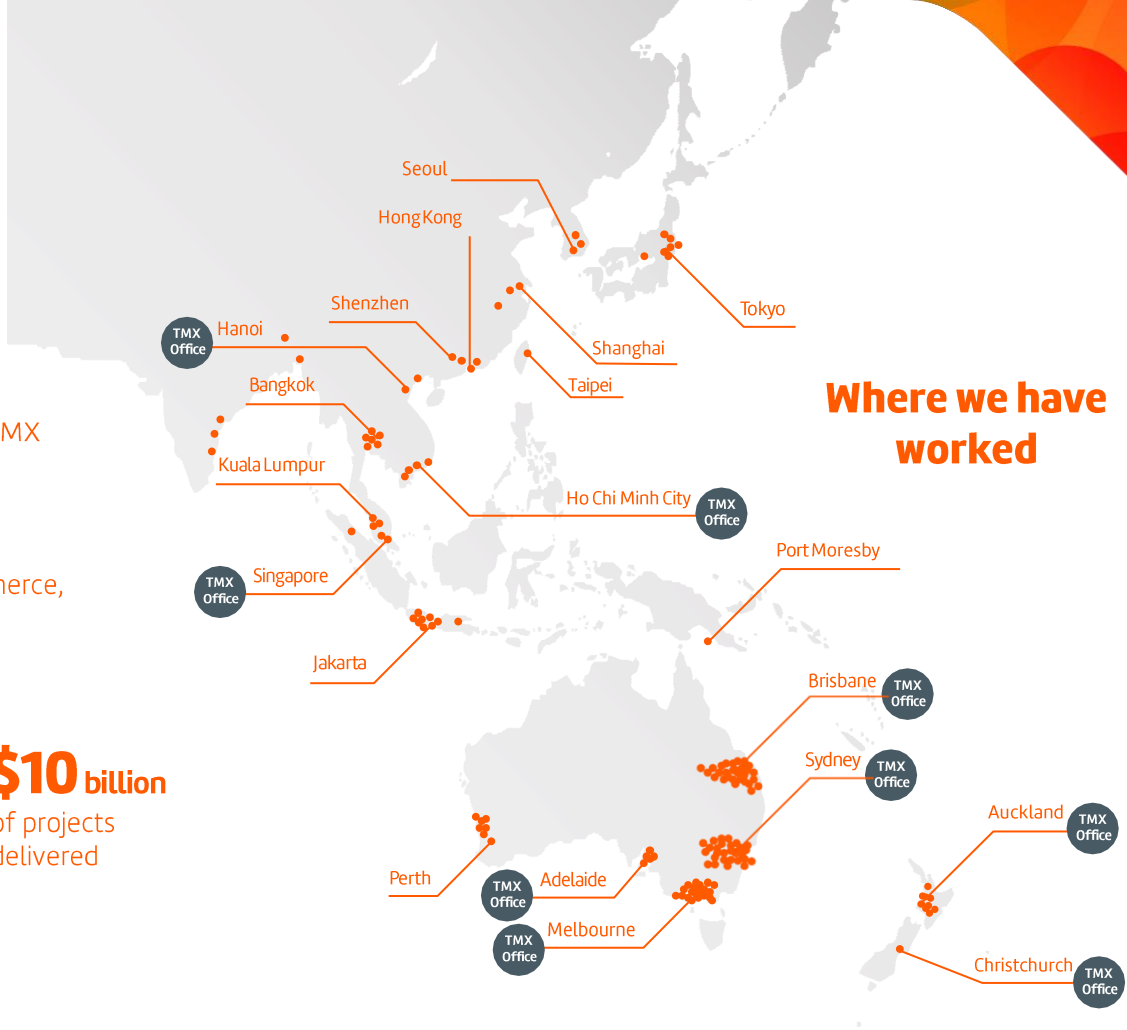 Seoul
Hong Kong
Shenzhen
Tokyo
TMX
Office
Hanoi
Shanghai
Bangkok
Taipei
Where we have
worked
MX
Kuala Lumpur
Ho Chi Minh City
TMX
Office
Port Moresby
TMX
Office
Singapore
nerce,
Jakarta
Brisbane
TMX
Office
$10 billion
of projects
delivered
Sydney
TMX
Office
Auckland
TMX
Office
Perth
TMX
Office
Adelaide
TMX
Office
Melbourne
Christchurch
TMX
Office